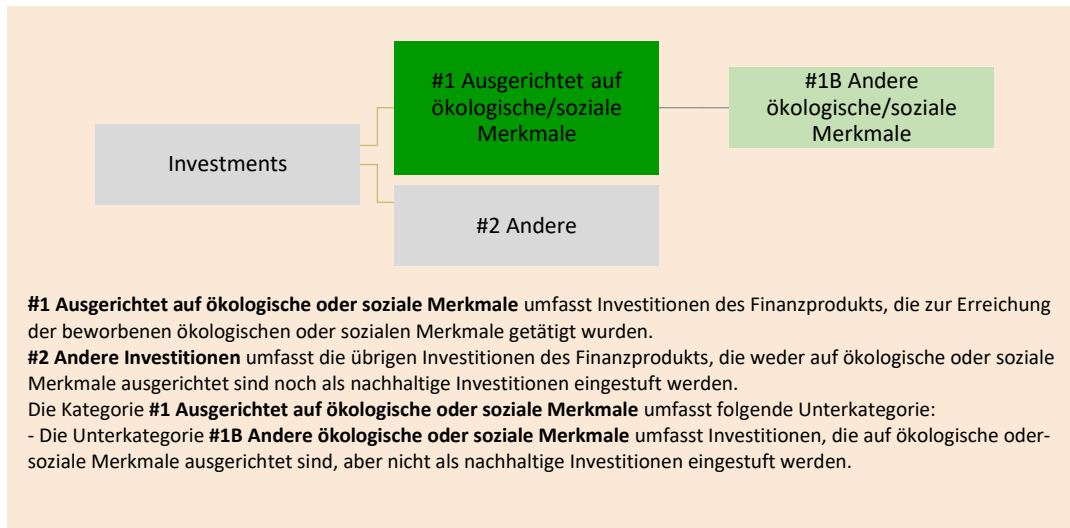 #1 Ausgerichtet auf
ökologische/soziale
Merkmale
#1B Andere
ökologische/soziale
Merkmale
Investments
#2 Andere
#1 Ausgerichtet auf ökologische oder soziale Merkmale umfasst Investitionen des Finanzprodukts, die zur Erreichung
der beworbenen ökologischen oder sozialen Merkmale getätigt wurden.
#2 Andere Investitionen umfasst die übrigen Investitionen des Finanzprodukts, die weder auf ökologische oder soziale
Merkmale ausgerichtet sind noch als nachhaltige Investitionen eingestuft werden.
Die Kategorie #1 Ausgerichtet auf ökologische oder soziale Merkmale umfasst folgende Unterkategorie:
- Die Unterkategorie #1B Andere ökologische oder soziale Merkmale umfasst Investitionen, die auf ökologische oder-
soziale Merkmale ausgerichtet sind, aber nicht als nachhaltige Investitionen eingestuft werden.